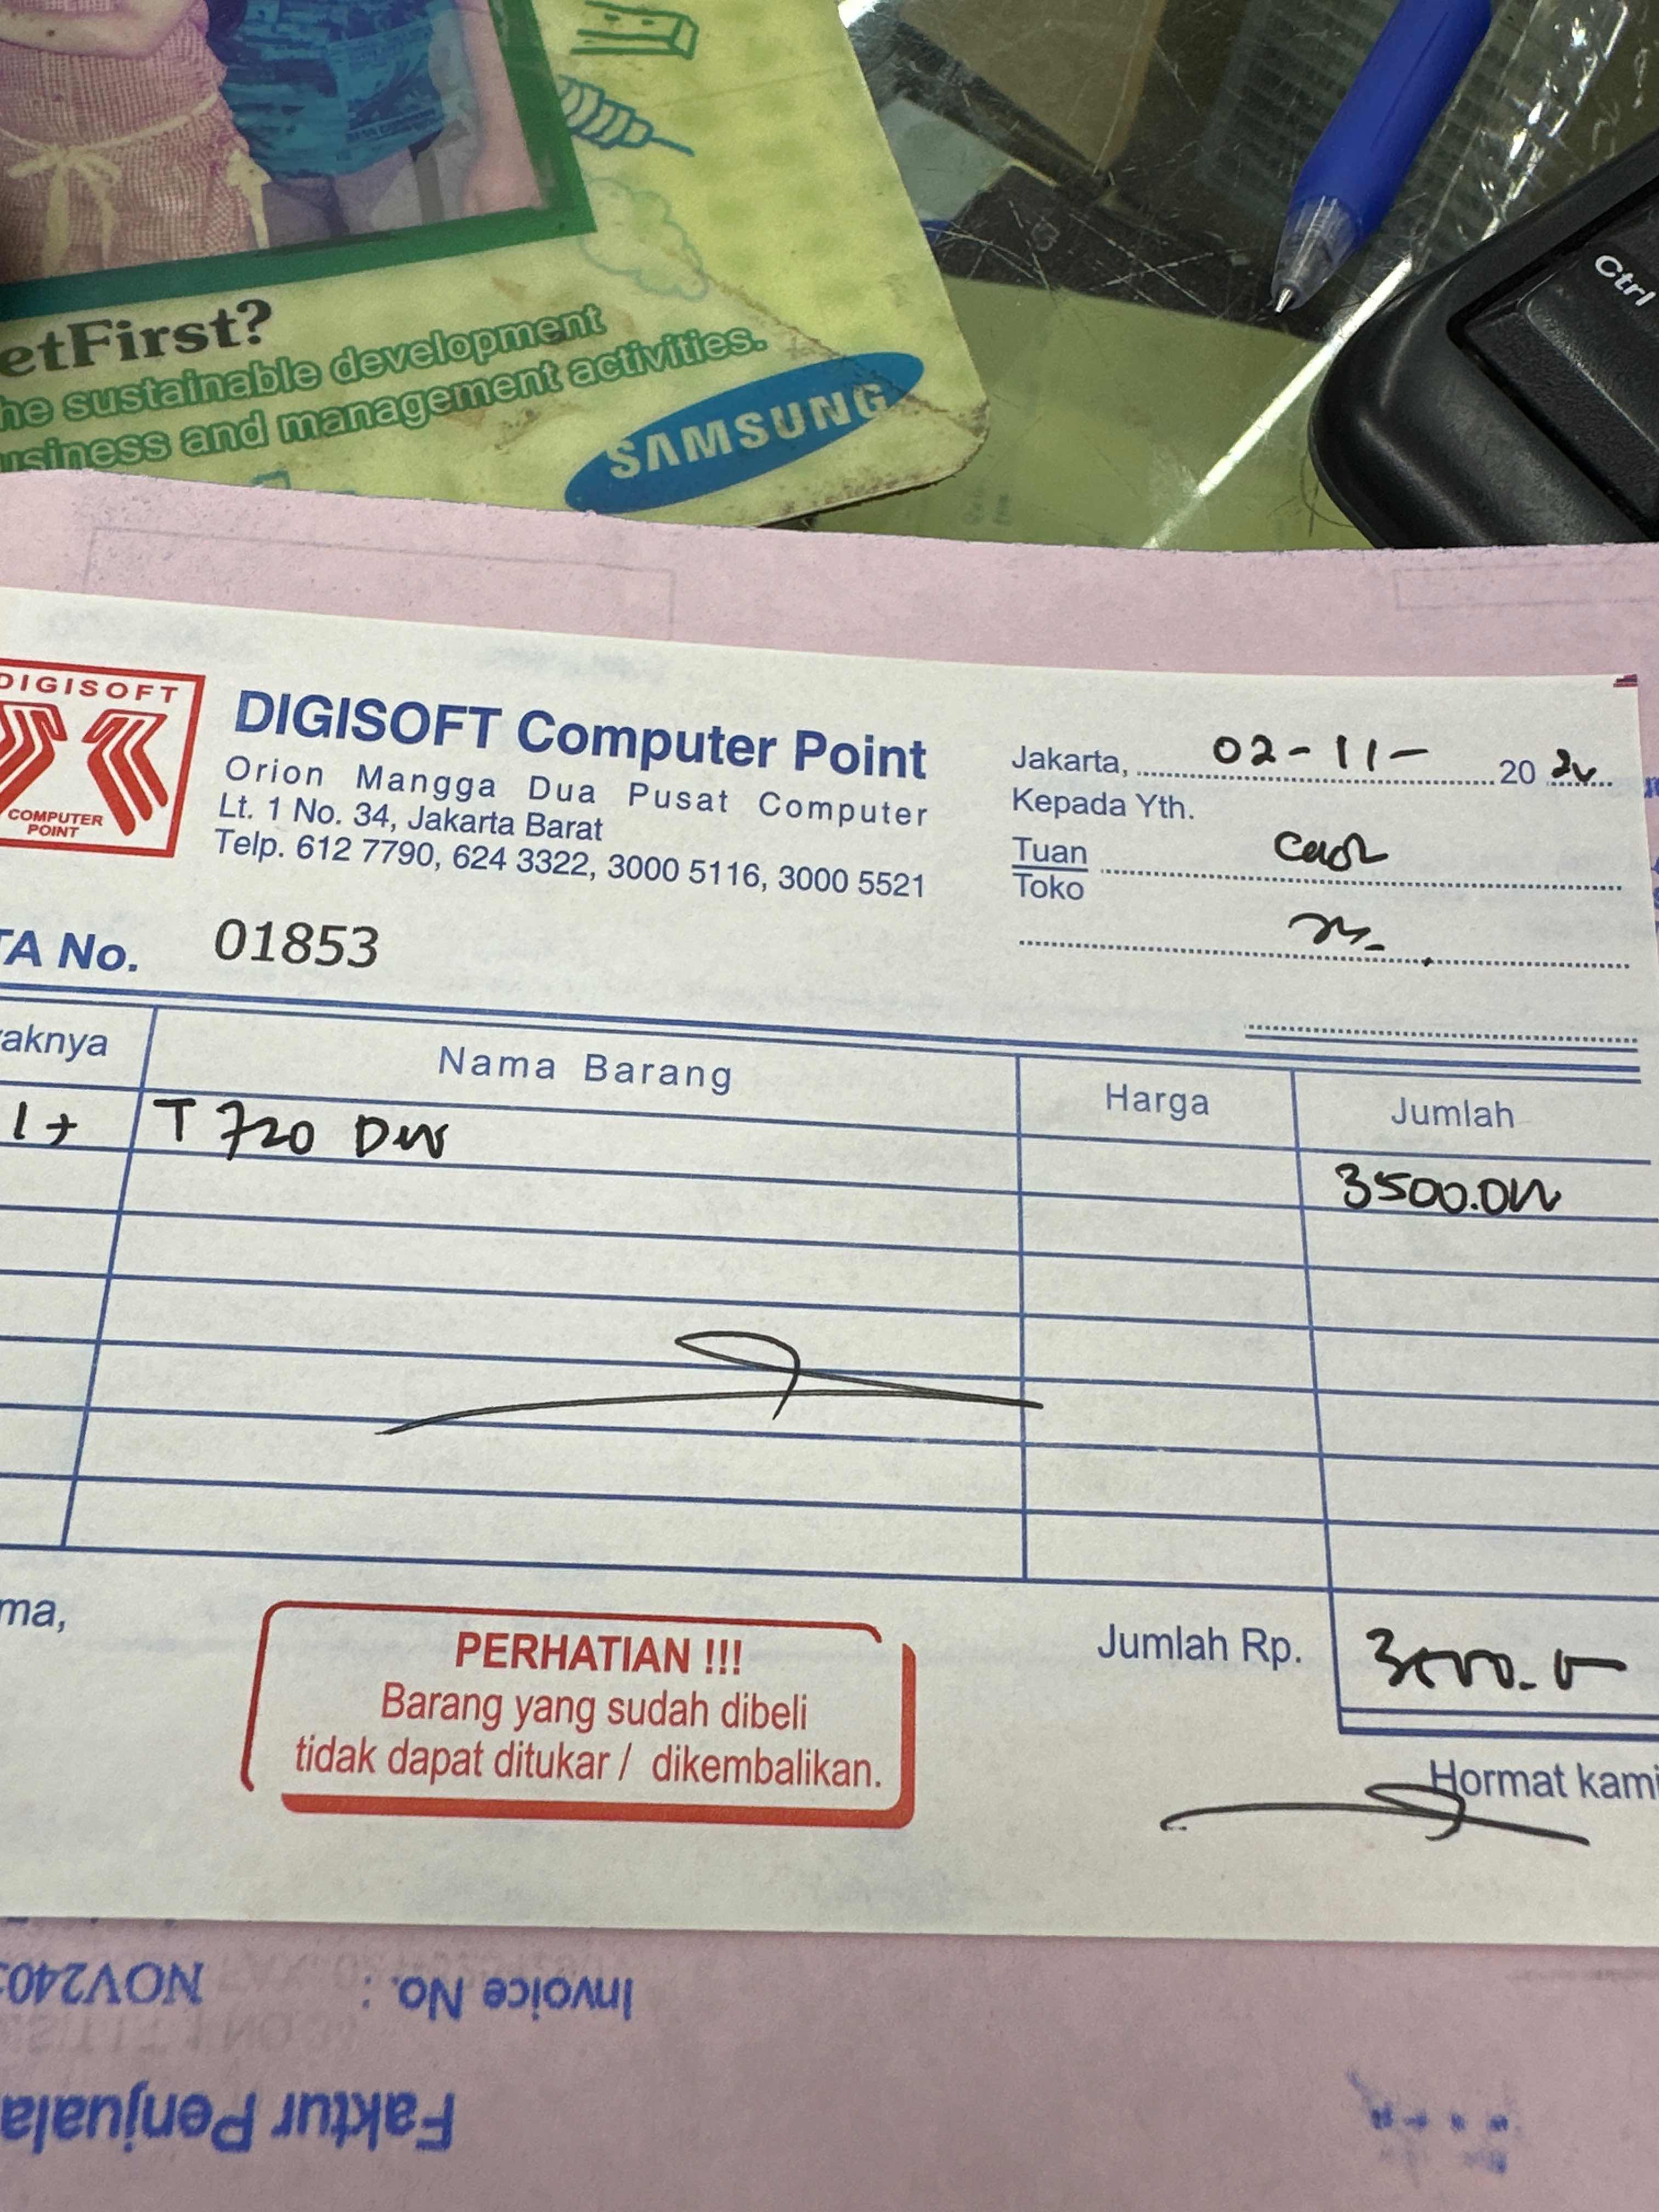 etFirst?
he sustainable development
usiness and management activities.
SAMSUNG
Ctrl
DIGISOFT
COMPUTER
POINT
DIGISOFT Computer Point
Orion Mangga Dua Pusat Computer
Lt. 1 No. 34, Jakarta Barat
Telp. 612 7790, 624 3322, 3000 5116, 3000 5521
Jakarta, 02-11- 20
Kepada Yth.
Tuan
Toko
TA No. 01853
aknya Nama Barang Harga Jumlah
1 T 720 3500.000
ma,
PERHATIAN !!!
Barang yang sudah dibeli
tidak dapat ditukar / dikembalikan.
Jumlah Rp.
Hormat kami
Invoice No. : NOV240
Faktur Penjuala